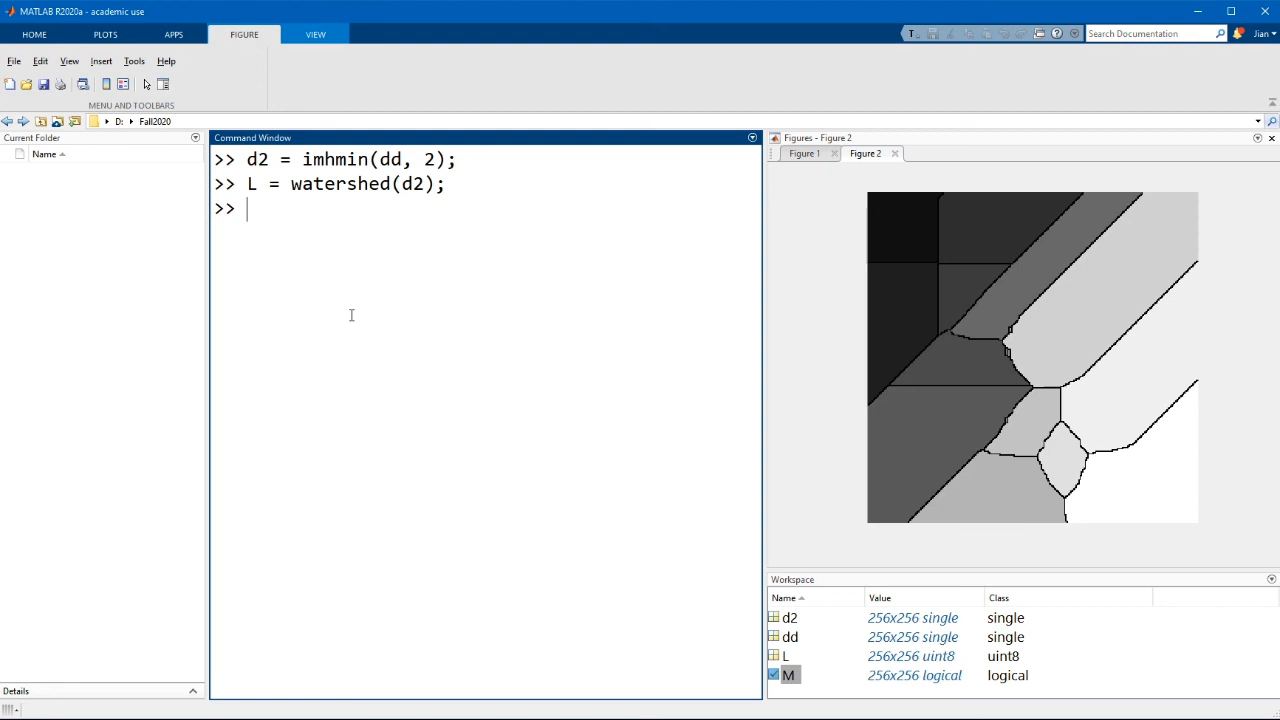 MATLAB R2020a - academic use
HOME PLOTS APPS FIGURE VIEW
Search Documentation
Jian
File Edit View Insert Tools Help
MENU AND TOOLBARS
D: Fall2020
Current Folder
Name
Command Window
>> d2 = imhmin(dd, 2);
>> L = watershed(d2);
>>
Figures - Figure 2
Figure 1 Figure 2
Workspace
Name Value Class
d2 256x256 single single
dd 256x256 single single
L 256x256 uint8 uint8
M 256x256 logical logical
Details